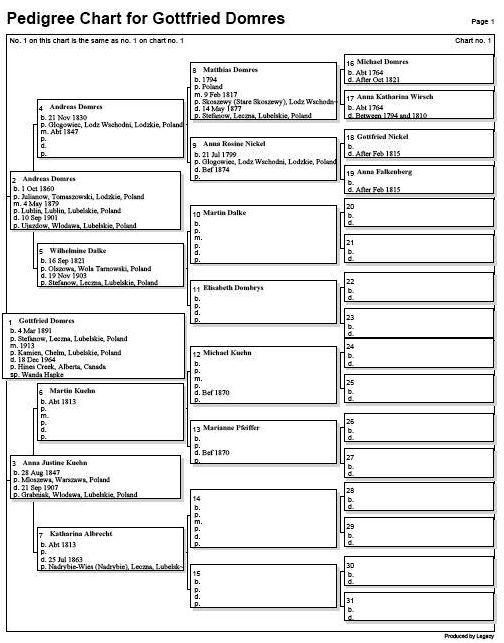 Pedigree Chart for Gottfried Domres
Page 1
No. 1 on this chart is the same as no. 1 on chart no. 1
Chart no. 1
1 Gottfried Domres
b. 4 Mar 1891
p. Stefanow, Leczna, Lubelskie, Poland
m. 1913
p. Kamien, Chelm, Lubelskie, Poland
d. 18 Dec 1964
p. Hines Creek, Alberta, Canada
sp. Wanda Hapke
2 Andreas Domres
b. 1 Oct 1860
p. Julianow, Tomaszowski, Lodzkie, Poland
m. 4 May 1879
p. Lublin, Lublin, Lubelskie, Poland
d. 10 Sep 1901
p. Ujazdow, Wlodawa, Lubelskie, Poland
3 Anna Justine Kuehn
b. 28 Aug 1847
p. Mloszewa, Warszawa, Poland
d. 21 Sep 1907
p. Grabniak, Wlodawa, Lubelskie, Poland
4 Andreas Domres
b. 21 Nov 1830
p. Glogowiec, Lodz Wschodni, Lodzkie, Poland
m. Abt 1847
p.
d.
p.
5 Wilhelmine Dalke
b. 16 Sep 1821
p. Olszowa, Wola Tarnowski, Poland
d. 19 Nov 1903
p. Stefanow, Leczna, Lubelskie, Poland
6 Martin Kuehn
b. Abt 1813
p.
m.
p.
d.
p.
7 Katharina Albrecht
b. Abt 1813
p.
d. 25 Jul 1863
p. Nadrybie-Wies (Nadrybie), Leczna, Lubelsk~
8 Matthias Domres
b. 1794
p. Poland
m. 9 Feb 1817
p. Skoszewy (Stare Skoszewy), Lodz Wschodn~
d. 14 May 1877
p. Stefanow, Leczna, Lubelskie, Poland
9 Anna Rosine Nickel
b. 21 Jul 1799
p. Glogowiec, Lodz Wschodni, Lodzkie, Poland
d. Bef 1874
p.
10 Martin Dalke
b.
p.
m.
p.
d.
p.
11 Elisabeth Dombrys
b.
p.
d.
p.
12 Michael Kuehn
b.
p.
m.
p.
d. Bef 1870
p.
13 Marianne Pfeiffer
b.
p.
d. Bef 1870
p.
14
b.
p.
m.
p.
d.
p.
15
b.
p.
d.
p.
16 Michael Domres
b. Abt 1764
d. After Oct 1821
17 Anna Katharina Wirsch
b. Abt 1764
d. Between 1794 and 1810
18 Gottfried Nickel
b.
d. After Feb 1815
19 Anna Falkenberg
b.
d. After Feb 1815
20
b.
d.
21
b.
d.
22
b.
d.
23
b.
d.
24
b.
d.
25
b.
d.
26
b.
d.
27
b.
d.
28
b.
d.
29
b.
d.
30
b.
d.
31
b.
d.
Produced by Legacy